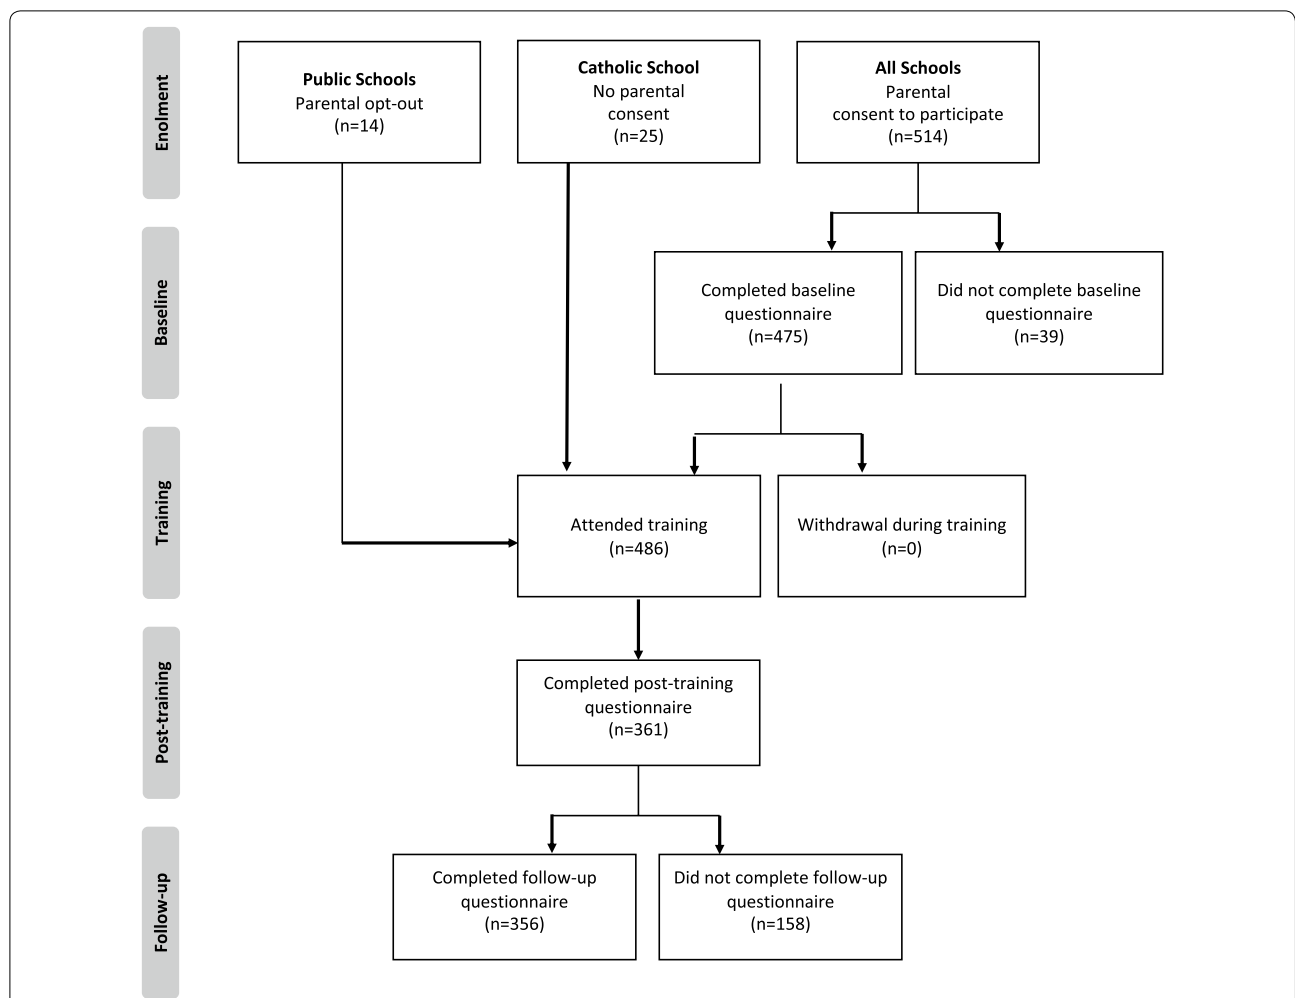 Enolment
Public Schools
Parental opt-out
(n=14)
Catholic School
No parental
consent
(n=25)
All Schools
Parental
consent to participate
(n=514)
Baseline
Completed baseline
questionnaire
(n=475)
Did not complete baseline
questionnaire
(n=39)
Training
Attended training
(n=486)
Withdrawal during training
(n=0)
Post-training
Completed post-training
questionnaire
(n=361)
Follow-up
Completed follow-up
questionnaire
(n=356)
Did not complete follow-up
questionnaire
(n=158)